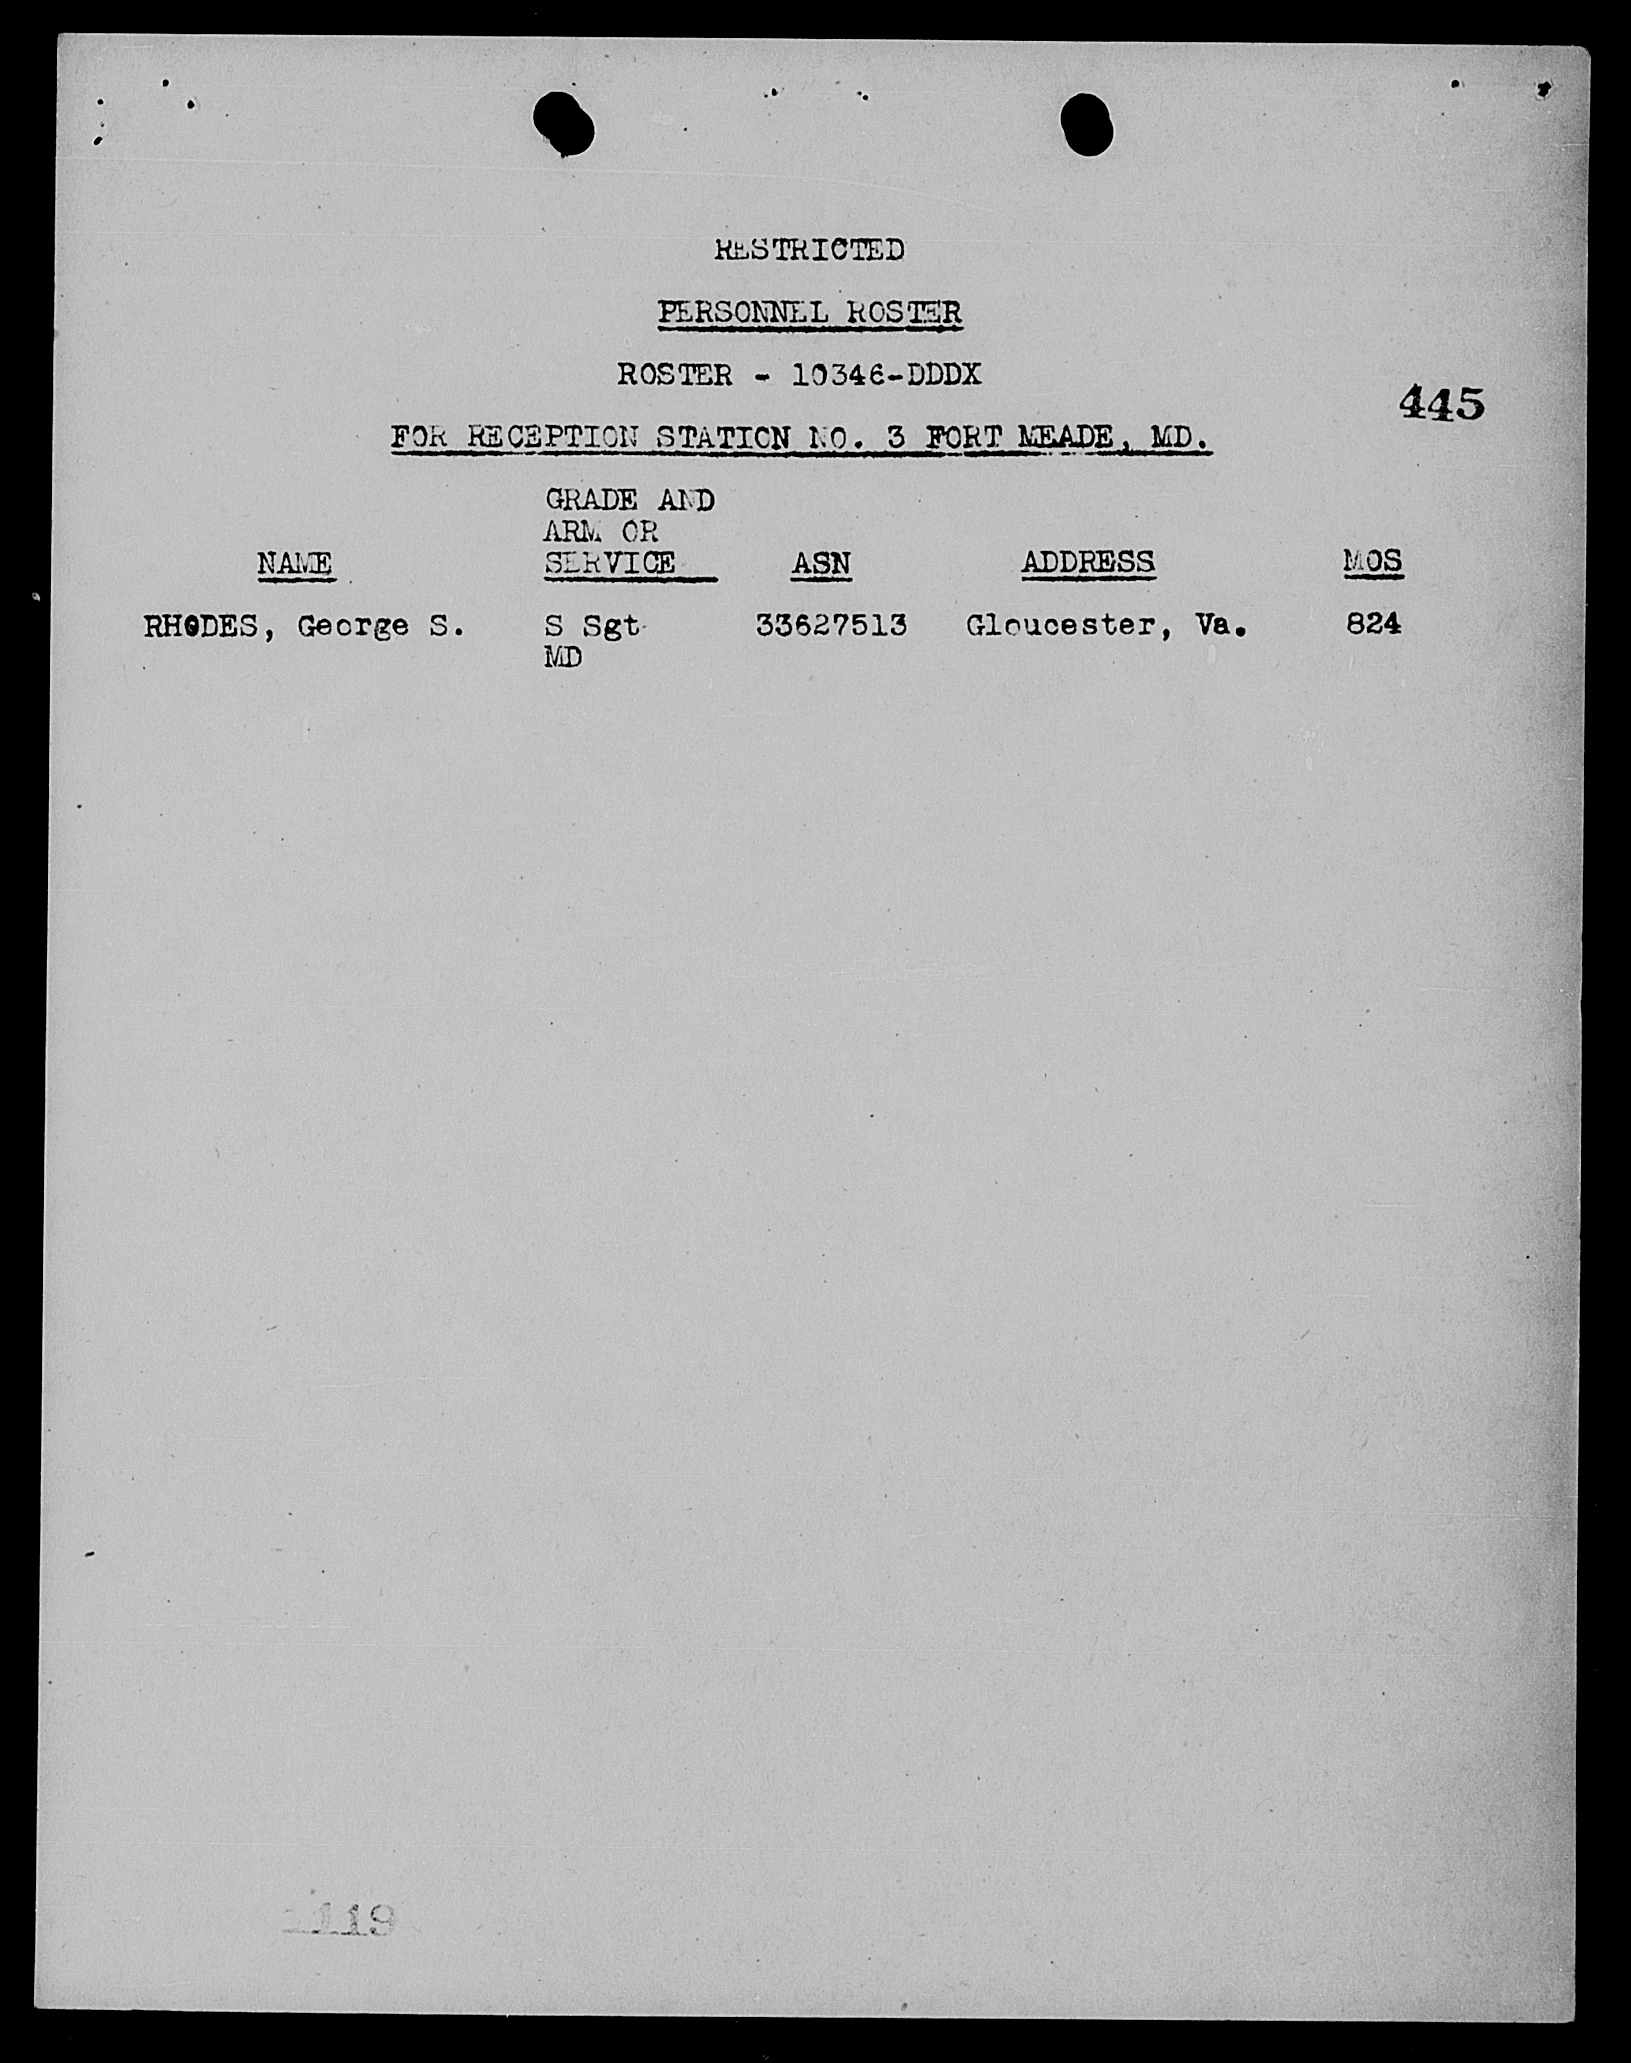 RESTRICTED
PERSONNEL ROSTER
ROSTER - 10346-DDDX
445
FOR RECEPTION STATION NO. 3 FORT MEADE, MD.
GRADE AND
ARM OR
NAME SERVICE ASN ADDRESS MOS
RHODES, George S. S Sgt 33627513 Gloucester, Va. 824
MD